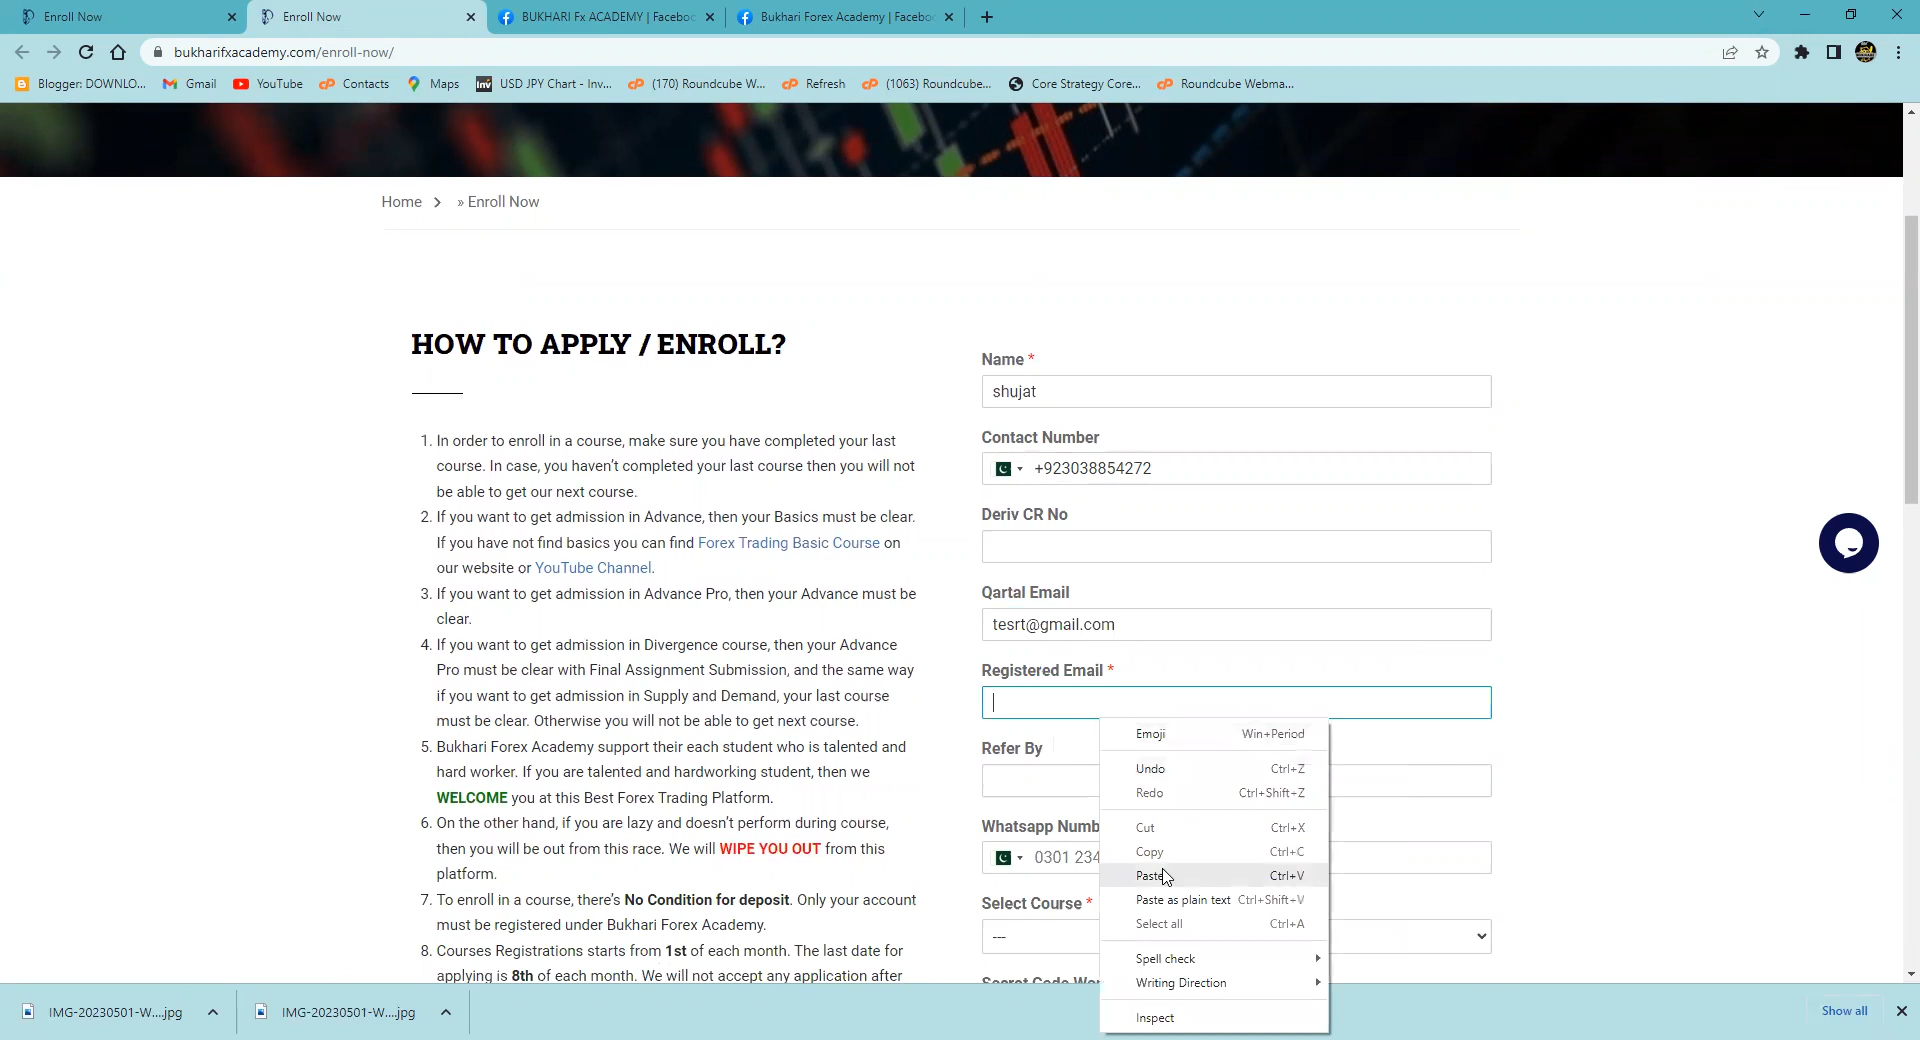 Enroll Now
Enroll Now
BUKHARI Fx ACADEMY | Faceboo
Bukhari Forex Academy | Facebo
bukharifxacademy.com/enroll-now/
Blogger: DOWNLO...
Gmail
YouTube
Contacts
Maps
USD JPY Chart - Inv...
(170) Roundcube W...
Refresh
(1063) Roundcube...
Core Strategy Core...
Roundcube Webma...
Home > » Enroll Now
HOW TO APPLY / ENROLL?
1. In order to enroll in a course, make sure you have completed your last
course. In case, you haven't completed your last course then you will not
be able to get our next course.
2. If you want to get admission in Advance, then your Basics must be clear.
If you have not find basics you can find Forex Trading Basic Course on
our website or YouTube Channel.
3. If you want to get admission in Advance Pro, then your Advance must be
clear.
4. If you want to get admission in Divergence course, then your Advance
Pro must be clear with Final Assignment Submission, and the same way
if you want to get admission in Supply and Demand, your last course
must be clear. Otherwise you will not be able to get next course.
5. Bukhari Forex Academy support their each student who is talented and
hard worker. If you are talented and hardworking student, then we
WELCOME you at this Best Forex Trading Platform.
6. On the other hand, if you are lazy and doesn't perform during course,
then you will be out from this race. We will WIPE YOU OUT from this
platform.
7. To enroll in a course, there's No Condition for deposit. Only your account
must be registered under Bukhari Forex Academy.
8. Courses Registrations starts from 1st of each month. The last date for
applying is 8th of each month. We will not accept any application after
Name *
shujat
Contact Number
+923038854272
Deriv CR No
Qartal Email
tesrt@gmail.com
Registered Email *
Refer By
Whatsapp Numb
0301 234
Select Course *
---
Secret Code Wor
Emoji Win+Period
Undo Ctrl+Z
Redo Ctrl+Shift+Z
Cut Ctrl+X
Copy Ctrl+C
Paste Ctrl+V
Paste as plain text Ctrl+Shift+V
Select all Ctrl+A
Spell check
Writing Direction
Inspect
IMG-20230501-W....jpg
IMG-20230501-W....jpg
Show all